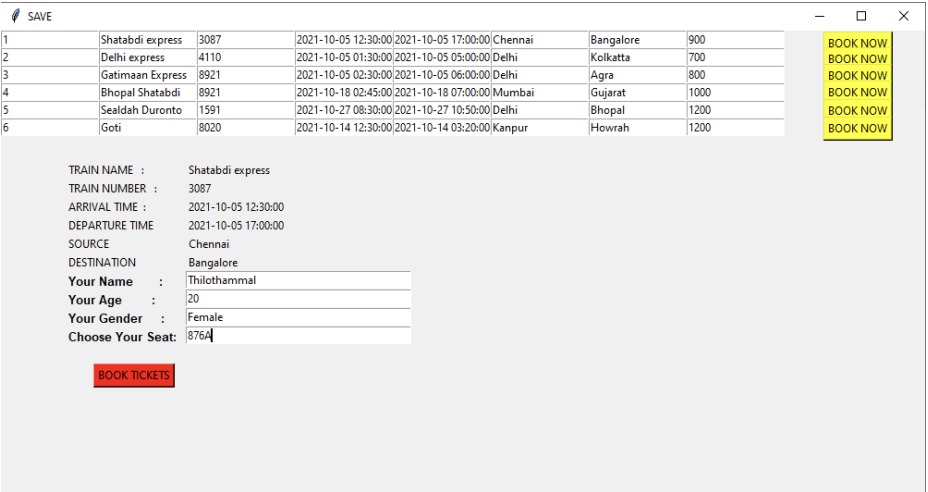 SAVE
1 Shatabdi express 3087 2021-10-05 12:30:00 2021-10-05 17:00:00 Chennai Bangalore 900 BOOK NOW
2 Delhi express 4110 2021-10-05 01:30:00 2021-10-05 05:00:00 Delhi Kolkatta 700 BOOK NOW
3 Gatimaan Express 8921 2021-10-05 02:30:00 2021-10-05 06:00:00 Delhi Agra 800 BOOK NOW
4 Bhopal Shatabdi 8921 2021-10-18 02:45:00 2021-10-18 07:00:00 Mumbai Gujarat 1000 BOOK NOW
5 Sealdah Duronto 1591 2021-10-27 08:30:00 2021-10-27 10:50:00 Delhi Bhopal 1200 BOOK NOW
6 Goti 8020 2021-10-14 12:30:00 2021-10-14 03:20:00 Kanpur Howrah 1200 BOOK NOW
TRAIN NAME : Shatabdi express
TRAIN NUMBER : 3087
ARRIVAL TIME : 2021-10-05 12:30:00
DEPARTURE TIME 2021-10-05 17:00:00
SOURCE Chennai
DESTINATION Bangalore
Your Name : Thilothammal
Your Age : 20
Your Gender : Female
Choose Your Seat: 876A
BOOK TICKETS